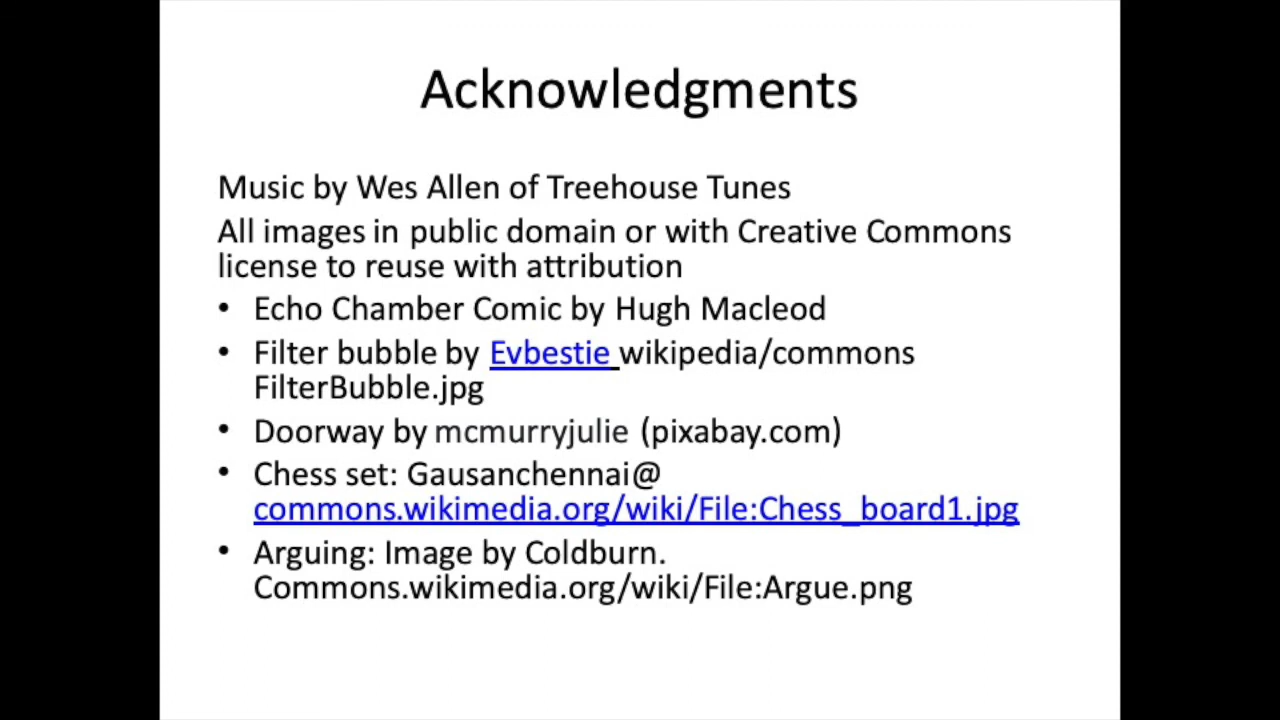 Acknowledgments
Music by Wes Allen of Treehouse Tunes
All images in public domain or with Creative Commons
license to reuse with attribution
• Echo Chamber Comic by Hugh Macleod
• Filter bubble by Evbestie wikipedia/commons
FilterBubble.jpg
• Doorway by mcmurryjulie (pixabay.com)
• Chess set: Gausanchennai@
commons.wikimedia.org/wiki/File:Chess_board1.jpg
• Arguing: Image by Coldburn.
Commons.wikimedia.org/wiki/File:Argue.png